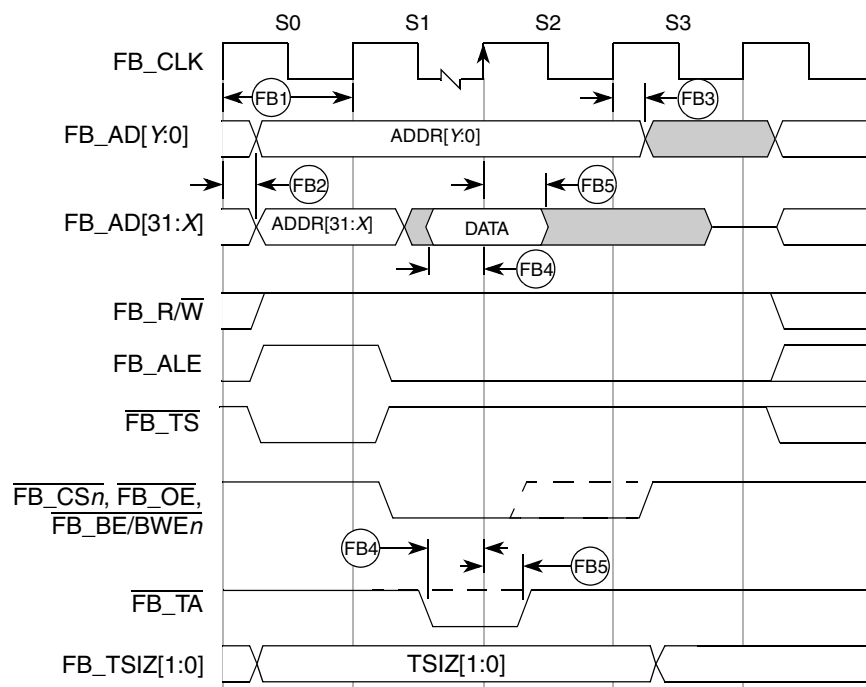 S0 S1 S2 S3
FB_CLK
FB1
FB3
FB_AD[Y:0]
ADDR[Y:0]
FB2
FB5
FB_AD[31:X]
ADDR[31:X]
DATA
FB4
FB_R/W
FB_ALE
FB_TS
FB_CSn, FB_OE,
FB_BE/BWEn
FB4
FB5
FB_TA
FB_TSIZ[1:0]
TSIZ[1:0]